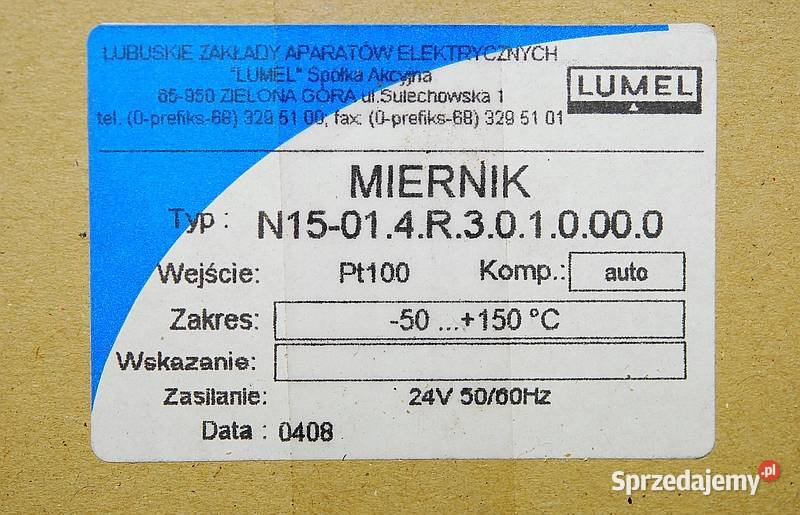 LUBUSKIE ZAKŁADY APARATÓW ELEKTRYCZNYCH
"LUMEL" Spółka Akcyjna
65-950 ZIELONA GÓRA ul.Sulechowska 1
tel. (0-prefiks-68) 329 51 00; fax: (0-prefiks-68) 329 51 01
LUMEL
MIERNIK
Typ : N15-01.4.R.3.0.1.0.00.0
Wejście: Pt100 Komp.: auto
Zakres: -50 ...+150 °C
Wskazanie:
Zasilanie: 24V 50/60Hz
Data : 0408
Sprzedajemy.pl